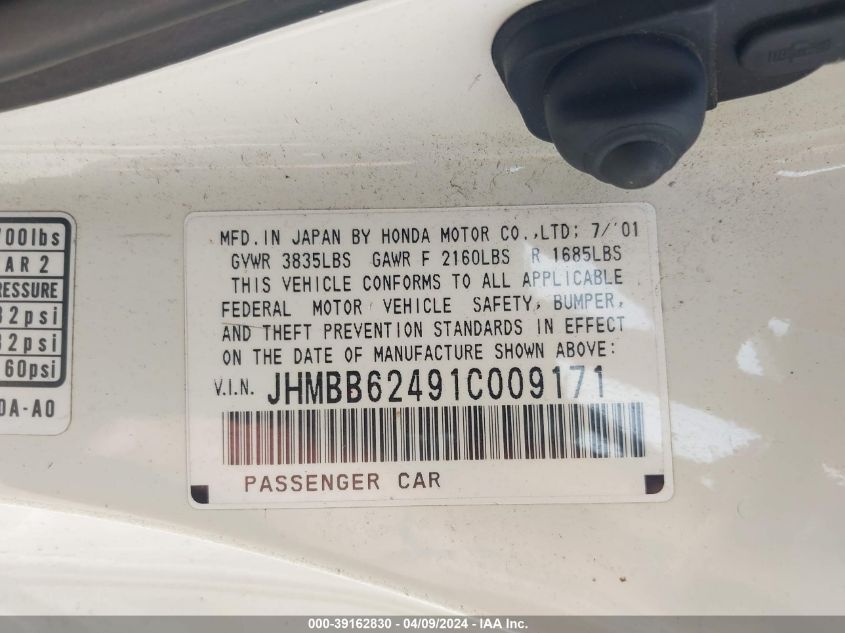 MFD. IN JAPAN BY HONDA MOTOR CO.,LTD; 7/'01
GVWR 3835LBS GAWR F 2160LBS R 1685LBS
THIS VEHICLE CONFORMS TO ALL APPLICABLE
FEDERAL MOTOR VEHICLE SAFETY, BUMPER,
AND THEFT PREVENTION STANDARDS IN EFFECT
ON THE DATE OF MANUFACTURE SHOWN ABOVE:
V.I.N. JHMBB62491C009171
PASSENGER CAR
700lbs
AR 2
RESSURE
32psi
32psi
60psi
0A-A0
000-39162830 - 04/09/2024 - IAA Inc.